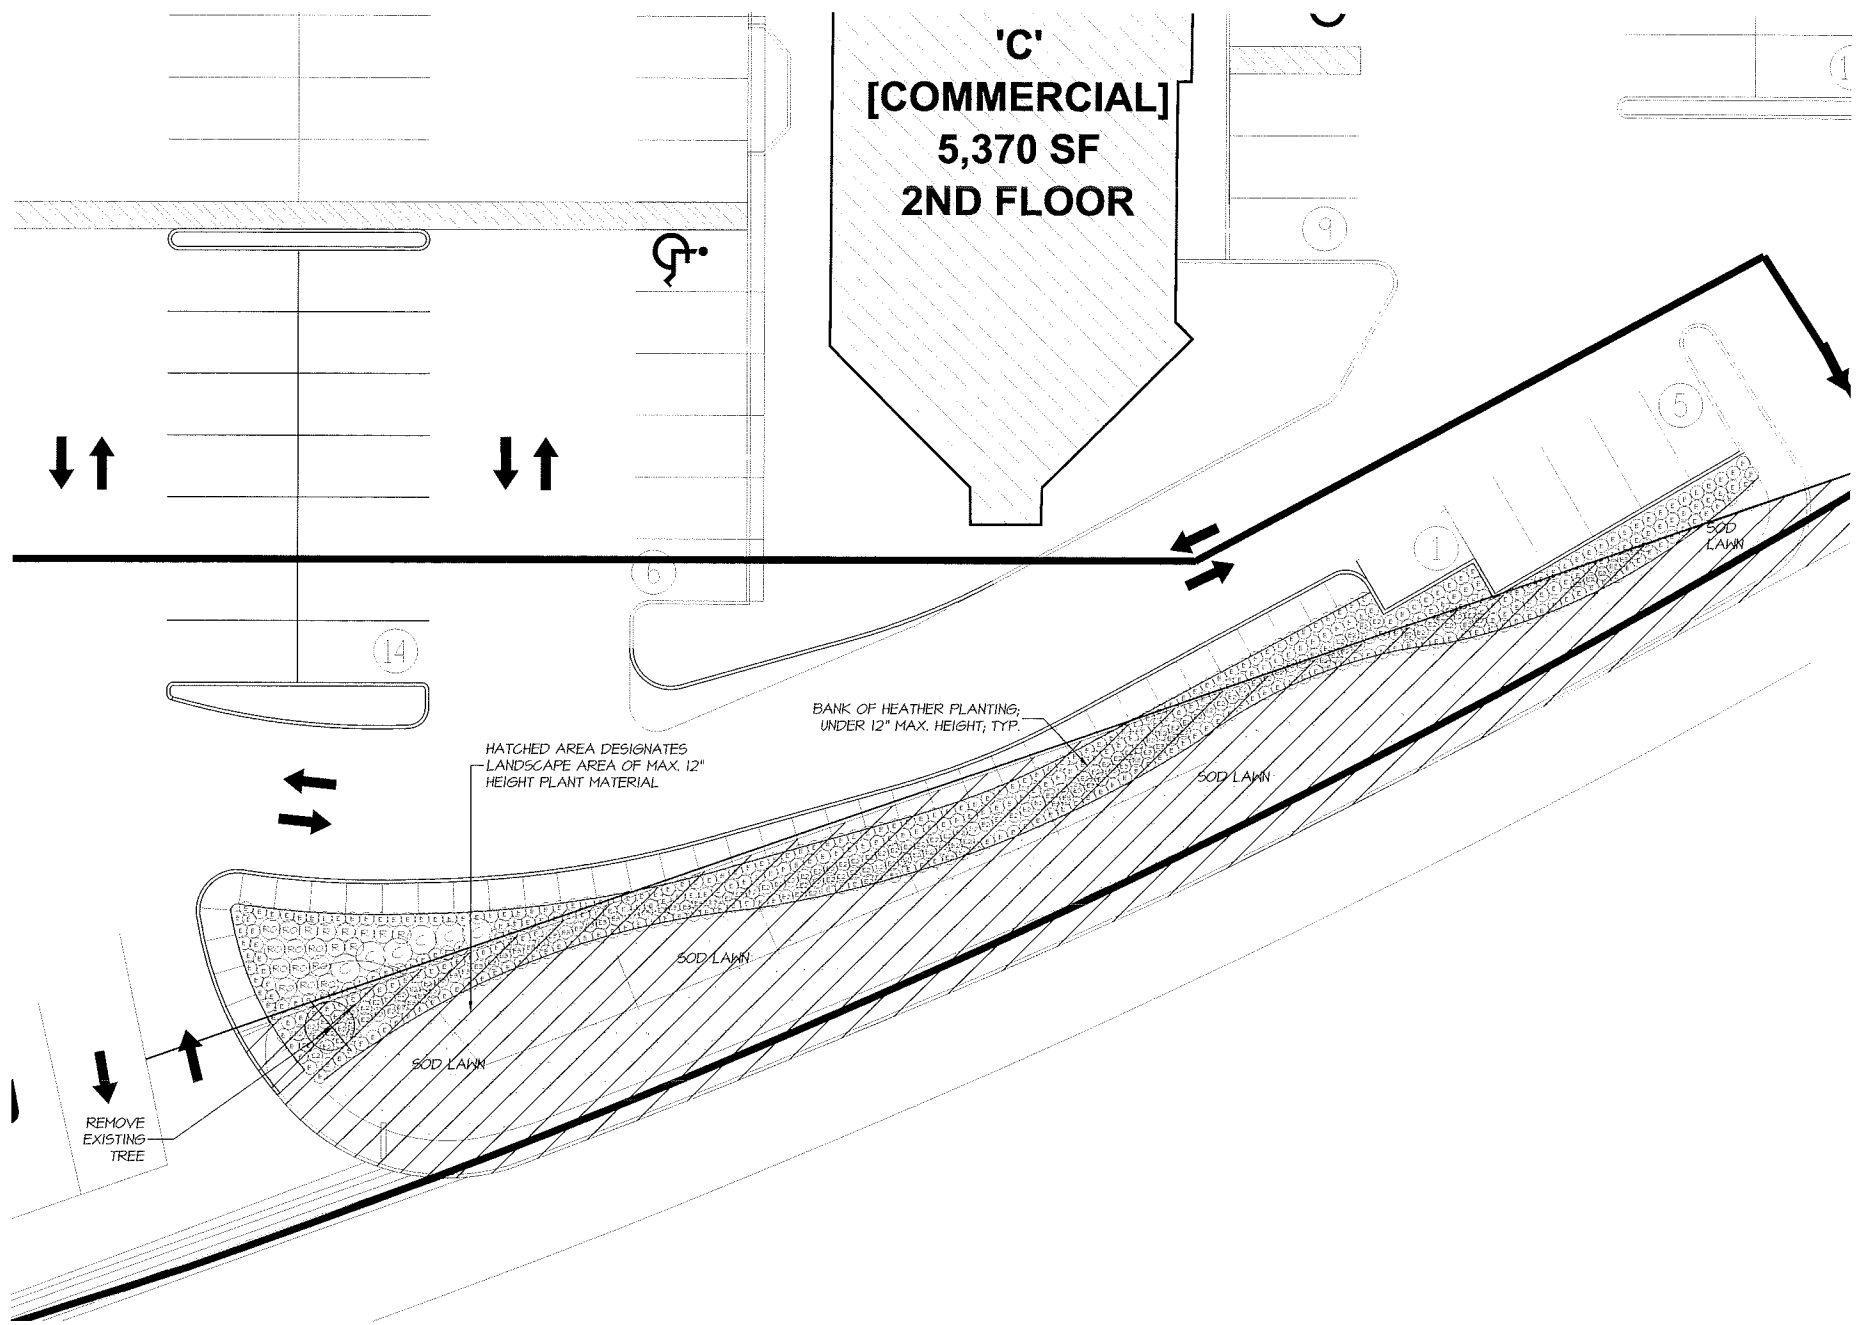 'C'
[COMMERCIAL]
5,370 SF
2ND FLOOR
9
5
1
6
14
BANK OF HEATHER PLANTING;
UNDER 12" MAX. HEIGHT; TYP.
HATCHED AREA DESIGNATES
LANDSCAPE AREA OF MAX. 12"
HEIGHT PLANT MATERIAL
SOD
LAWN
SOD LAWN
SOD LAWN
SOD LAWN
REMOVE
EXISTING
TREE